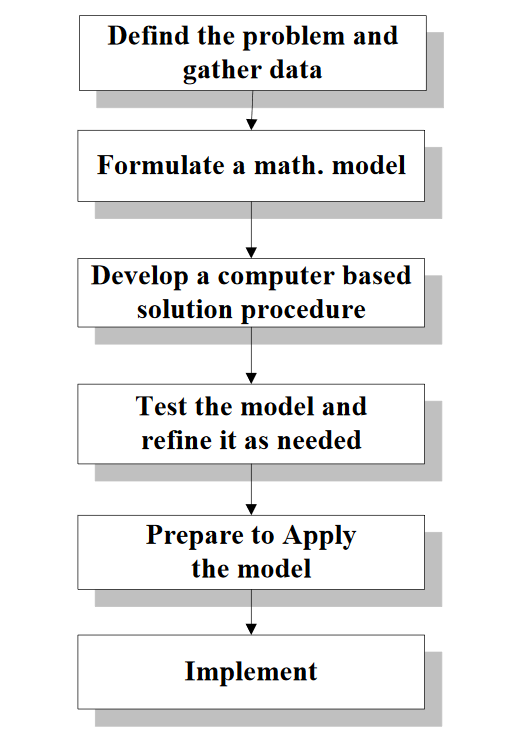 Defind the problem and
gather data
Formulate a math. model
Develop a computer based
solution procedure
Test the model and
refine it as needed
Prepare to Apply
the model
Implement